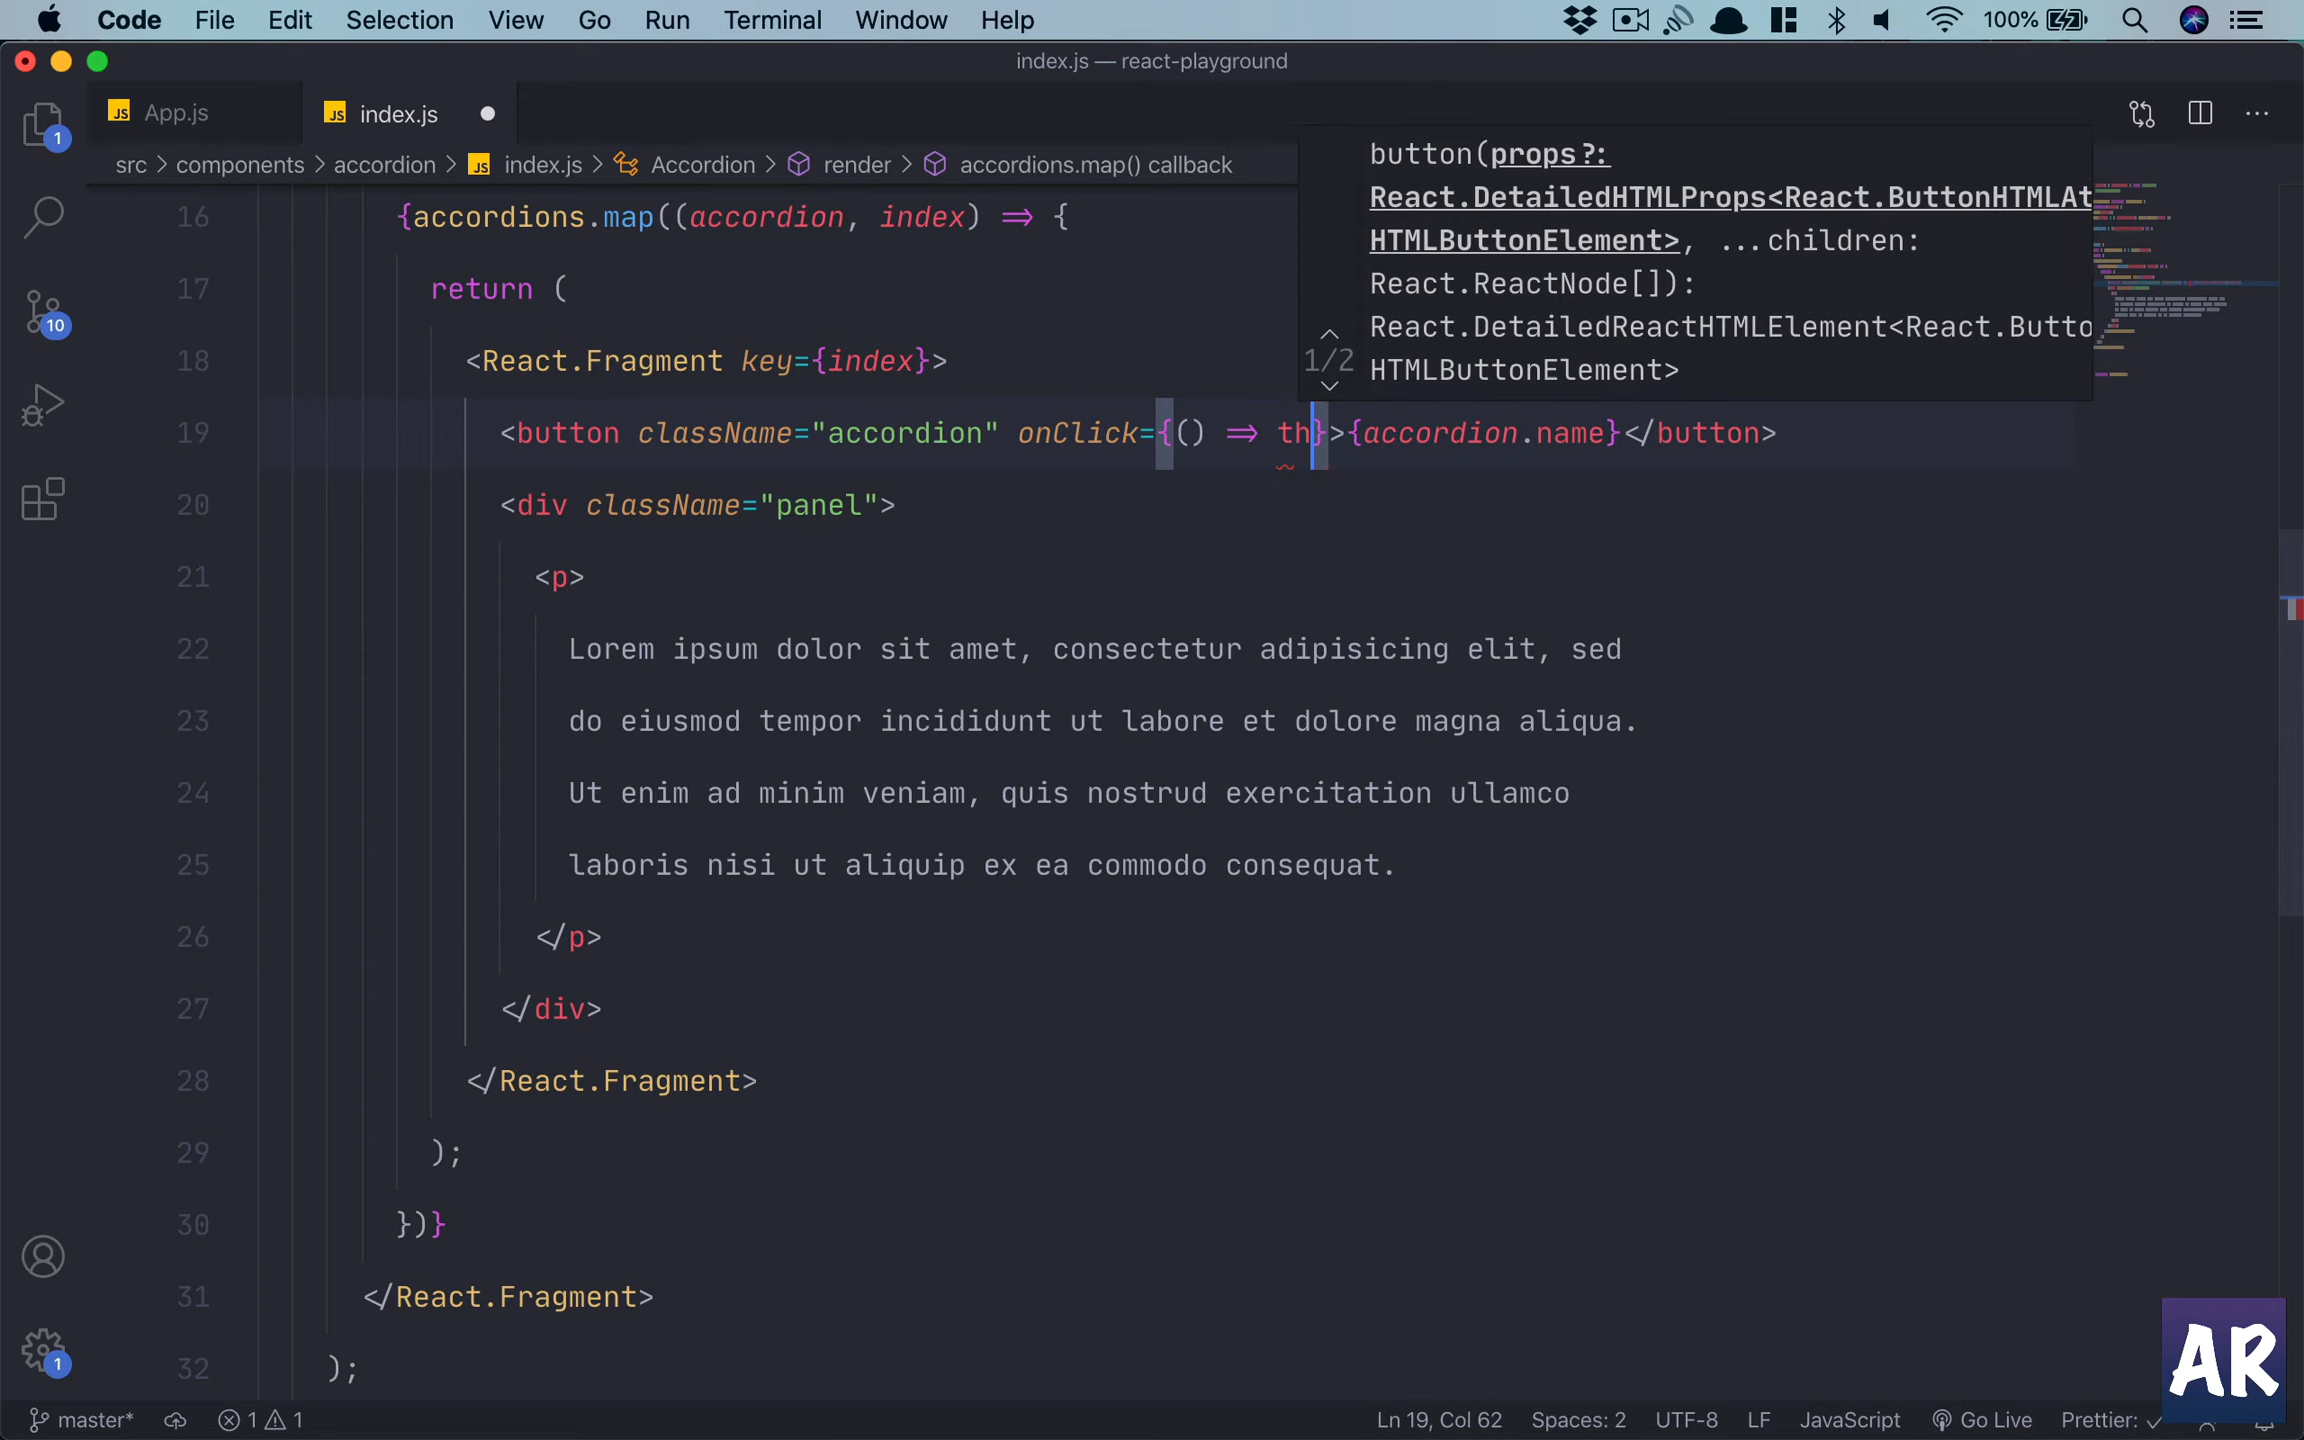 Code File Edit Selection View Go Run Terminal Window Help 100%
index.js — react-playground
JS App.js JS index.js
1
src > components > accordion > JS index.js > Accordion > render > accordions.map() callback
button(props?:
React.DetailedHTMLProps<React.ButtonHTMLAt
HTMLButtonElement>, ...children:
React.ReactNode[]):
React.DetailedReactHTMLElement<React.Butto
1/2 HTMLButtonElement>
16 {accordions.map((accordion, index) => {
17 return (
10
18 <React.Fragment key={index}>
19 <button className="accordion" onClick={() => th}>{accordion.name}</button>
20 <div className="panel">
21 <p>
22 Lorem ipsum dolor sit amet, consectetur adipisicing elit, sed
23 do eiusmod tempor incididunt ut labore et dolore magna aliqua.
24 Ut enim ad minim veniam, quis nostrud exercitation ullamco
25 laboris nisi ut aliquip ex ea commodo consequat.
26 </p>
27 </div>
28 </React.Fragment>
29 );
30 })}
31 </React.Fragment>
32 );
1
AR
master* 1 1 Ln 19, Col 62 Spaces: 2 UTF-8 LF JavaScript Go Live Prettier: ✓